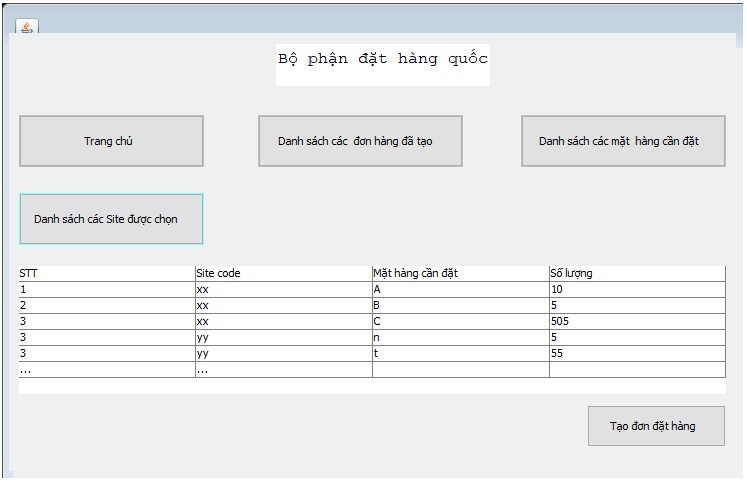 Bộ phận đặt hàng quốc
Trang chủ
Danh sách các đơn hàng đã tạo
Danh sách các mặt hàng cần đặt
Danh sách các Site được chọn
STT Site code Mặt hàng cần đặt Số lượng
1 xx A 10
2 xx B 5
3 xx C 505
3 yy n 5
3 yy t 55
... ...
Tạo đơn đặt hàng